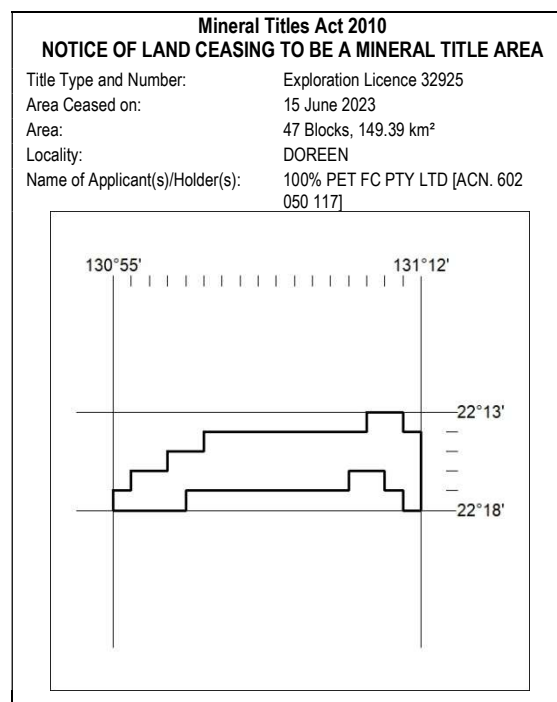 Mineral Titles Act 2010
NOTICE OF LAND CEASING TO BE A MINERAL TITLE AREA
Title Type and Number: Exploration Licence 32925
Area Ceased on: 15 June 2023
Area: 47 Blocks, 149.39 km²
Locality: DOREEN
Name of Applicant(s)/Holder(s): 100% PET FC PTY LTD [ACN. 602
050 117]
130°55' 131°12'
22°13'
22°18'